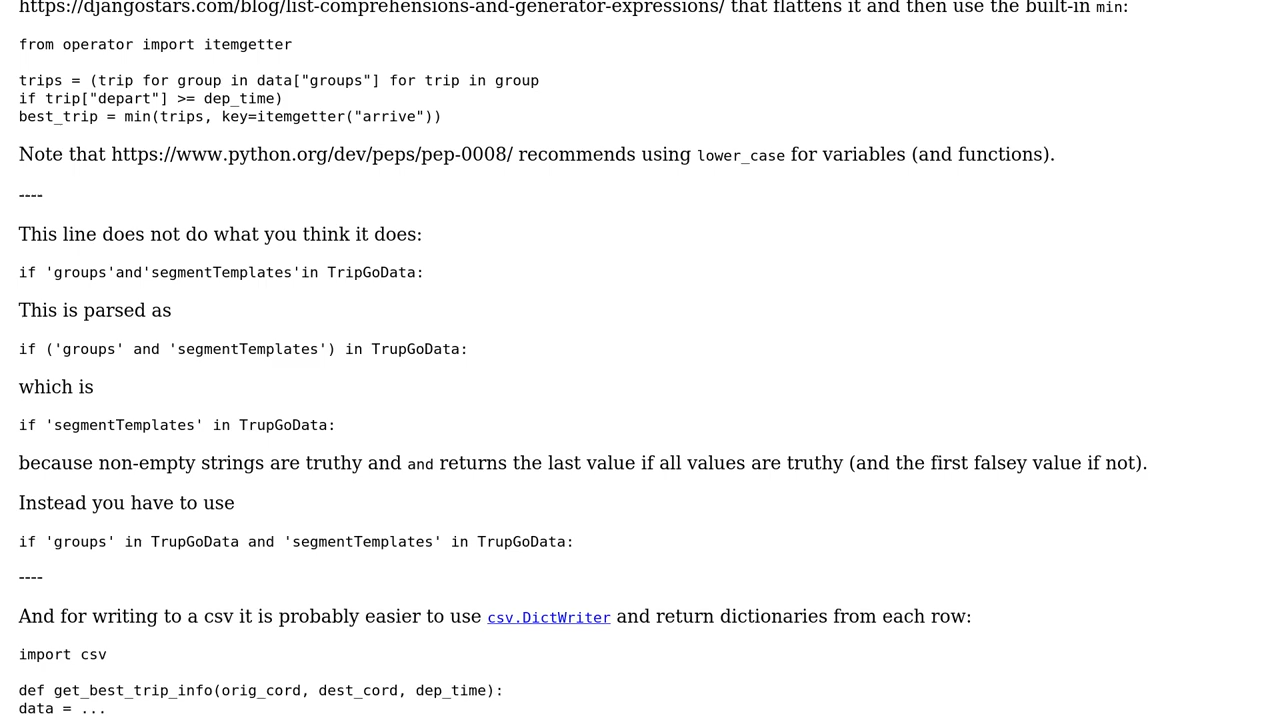 https://djangostars.com/blog/list-comprehensions-and-generator-expressions/ that flattens it and then use the built-in min:
from operator import itemgetter
trips = (trip for group in data["groups"] for trip in group
if trip["depart"] >= dep_time)
best_trip = min(trips, key=itemgetter("arrive"))
Note that https://www.python.org/dev/peps/pep-0008/ recommends using lower_case for variables (and functions).
----
This line does not do what you think it does:
if 'groups'and'segmentTemplates'in TripGoData:
This is parsed as
if ('groups' and 'segmentTemplates') in TrupGoData:
which is
if 'segmentTemplates' in TrupGoData:
because non-empty strings are truthy and and returns the last value if all values are truthy (and the first falsey value if not).
Instead you have to use
if 'groups' in TrupGoData and 'segmentTemplates' in TrupGoData:
----
And for writing to a csv it is probably easier to use csv.DictWriter and return dictionaries from each row:
import csv
def get_best_trip_info(orig_cord, dest_cord, dep_time):
data = ...